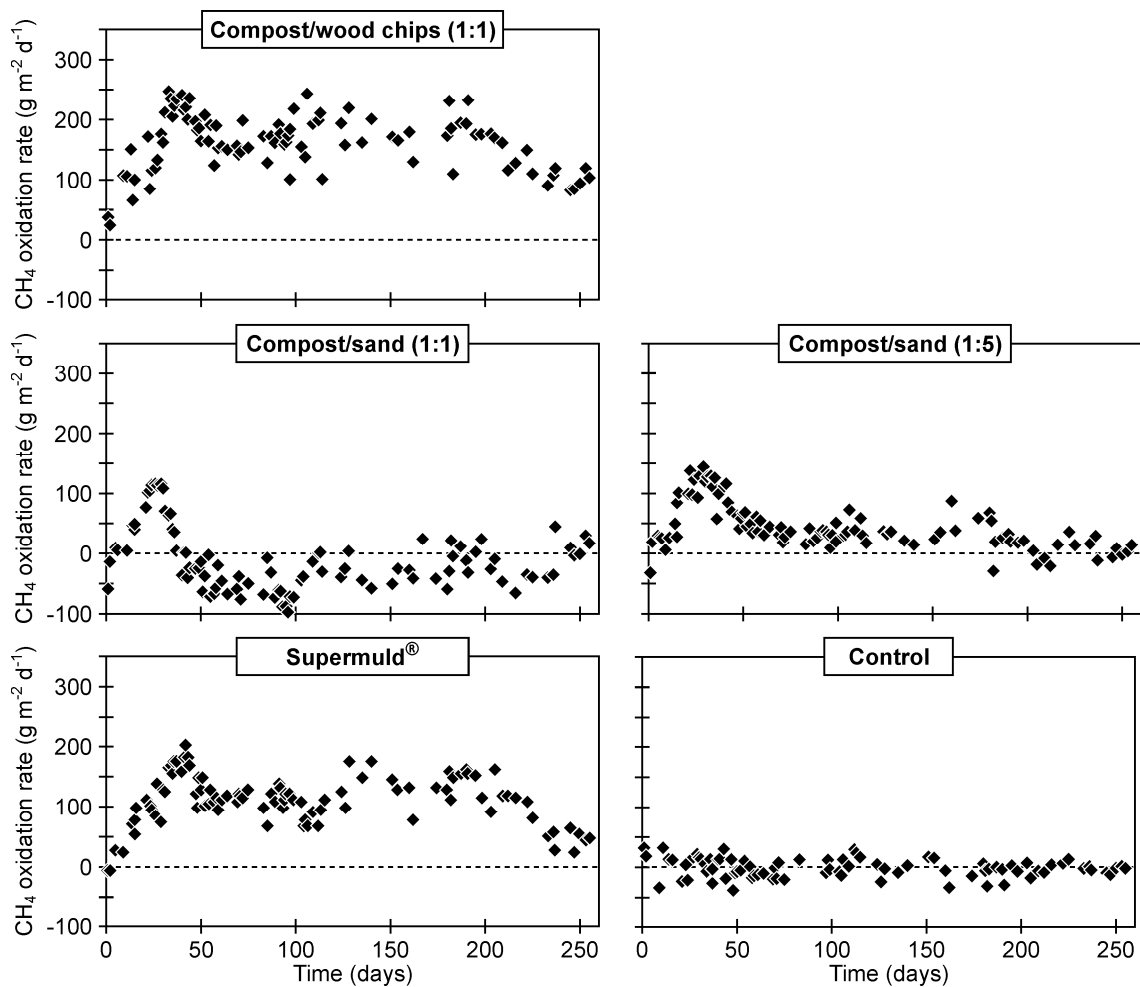 Compost/wood chips (1:1)
CH4 oxidation rate (g m-2 d-1)
300
200
100
0
-100
Compost/sand (1:1)
CH4 oxidation rate (g m-2 d-1)
300
200
100
0
-100
Compost/sand (1:5)
Supermuld®
CH4 oxidation rate (g m-2 d-1)
300
200
100
0
-100
0 50 100 150 200 250
Time (days)
Control
0 50 100 150 200 250
Time (days)